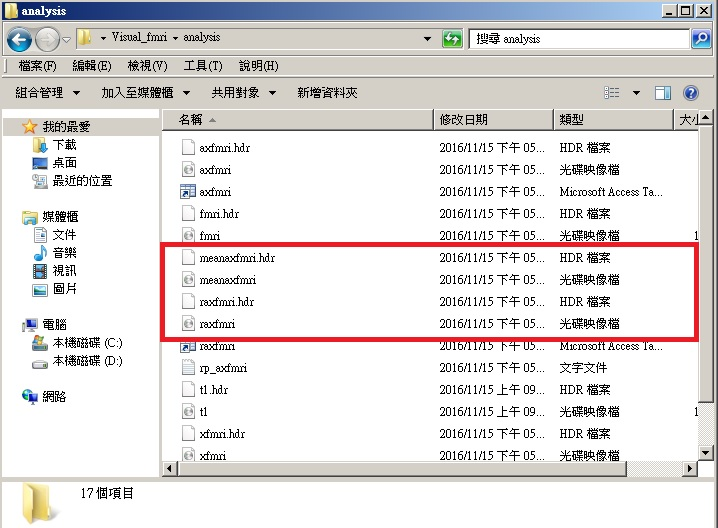 analysis
Visual_fmri analysis 搜尋 analysis
檔案(F) 編輯(E) 檢視(V) 工具(T) 說明(H)
組合管理 加入至媒體櫃 共用對象 新增資料夾
名稱 修改日期 類型 大小
我的最愛
下載
桌面
最近的位置
媒體櫃
文件
音樂
視訊
圖片
電腦
本機磁碟 (C:)
本機磁碟 (D:)
網路
axfmri.hdr 2016/11/15 下午 05... HDR 檔案
axfmri 2016/11/15 下午 05... 光碟映像檔
axfmri 2016/11/15 下午 05... Microsoft Access Ta...
fmri.hdr 2016/11/15 下午 05... HDR 檔案
fmri 2016/11/15 下午 05... 光碟映像檔 1
meanaxfmri.hdr 2016/11/15 下午 05... HDR 檔案
meanaxfmri 2016/11/15 下午 05... 光碟映像檔
raxfmri.hdr 2016/11/15 下午 05... HDR 檔案
raxfmri 2016/11/15 下午 05... 光碟映像檔
raxfmri 2016/11/15 下午 05... Microsoft Access Ta...
rp_axfmri 2016/11/15 下午 05... 文字文件
t1.hdr 2016/11/15 上午 09... HDR 檔案
t1 2016/11/15 上午 09... 光碟映像檔 1
xfmri.hdr 2016/11/15 下午 05... HDR 檔案
xfmri 2016/11/15 下午 05... 光碟映像檔
17 個項目